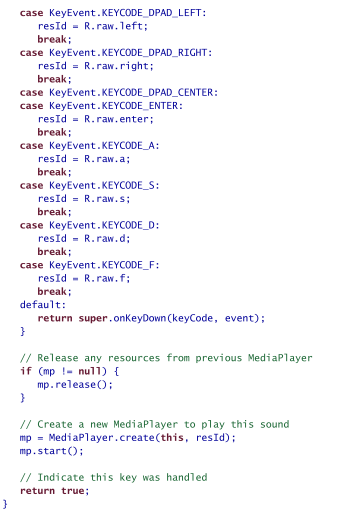 case KeyEvent.KEYCODE_DPAD_LEFT:
resId = R.raw.left;
break;
case KeyEvent.KEYCODE_DPAD_RIGHT:
resId = R.raw.right;
break;
case KeyEvent.KEYCODE_DPAD_CENTER:
case KeyEvent.KEYCODE_ENTER:
resId = R.raw.enter;
break;
case KeyEvent.KEYCODE_A:
resId = R.raw.a;
break;
case KeyEvent.KEYCODE_S:
resId = R.raw.s;
break;
case KeyEvent.KEYCODE_D:
resId = R.raw.d;
break;
case KeyEvent.KEYCODE_F:
resId = R.raw.f;
break;
default:
return super.onKeyDown(keyCode, event);
}
// Release any resources from previous MediaPlayer
if (mp != null) {
mp.release();
}
// Create a new MediaPlayer to play this sound
mp = MediaPlayer.create(this, resId);
mp.start();
// Indicate this key was handled
return true;
}